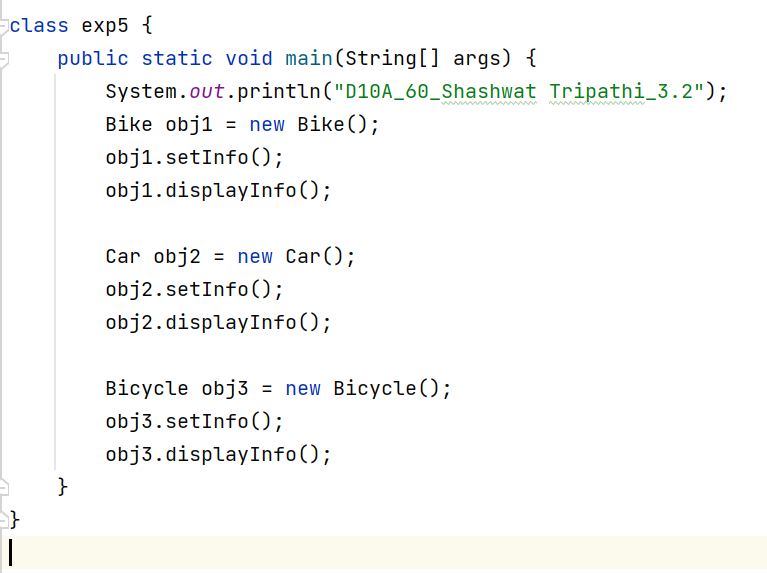 class exp5 {
    public static void main(String[] args) {
        System.out.println("D10A_60_Shashwat Tripathi_3.2");
        Bike obj1 = new Bike();
        obj1.setInfo();
        obj1.displayInfo();

        Car obj2 = new Car();
        obj2.setInfo();
        obj2.displayInfo();

        Bicycle obj3 = new Bicycle();
        obj3.setInfo();
        obj3.displayInfo();
    }
}